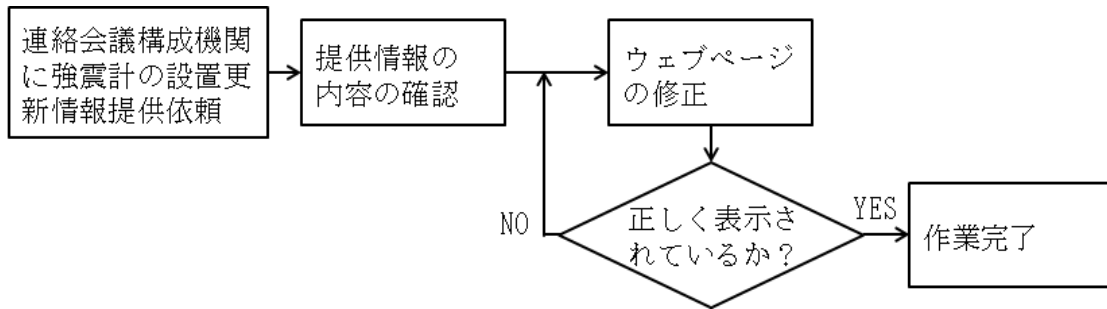 連絡会議構成機関
に強震計の設置更
新情報提供依頼
提供情報の
内容の確認
ウェブページ
の修正
正しく表示さ
れているか？
NO
YES
作業完了